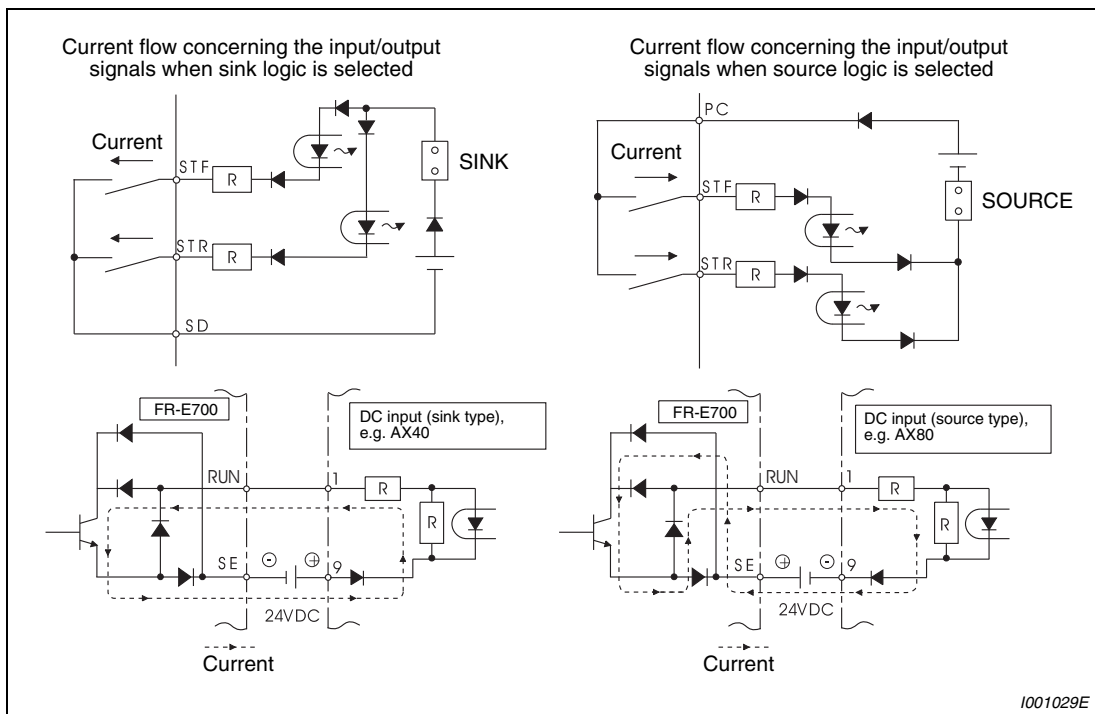 Current flow concerning the input/output
signals when sink logic is selected
Current
STF
R
SINK
STR
R
SD
Current flow concerning the input/output
signals when source logic is selected
PC
Current
STF
R
SOURCE
STR
R
FR-E700
DC input (sink type),
e.g. AX40
RUN
1
R
R
SE
-
+
9
24VDC
Current
FR-E700
DC input (source type),
e.g. AX80
RUN
1
R
R
SE
+
-
9
24VDC
Current
I001029E